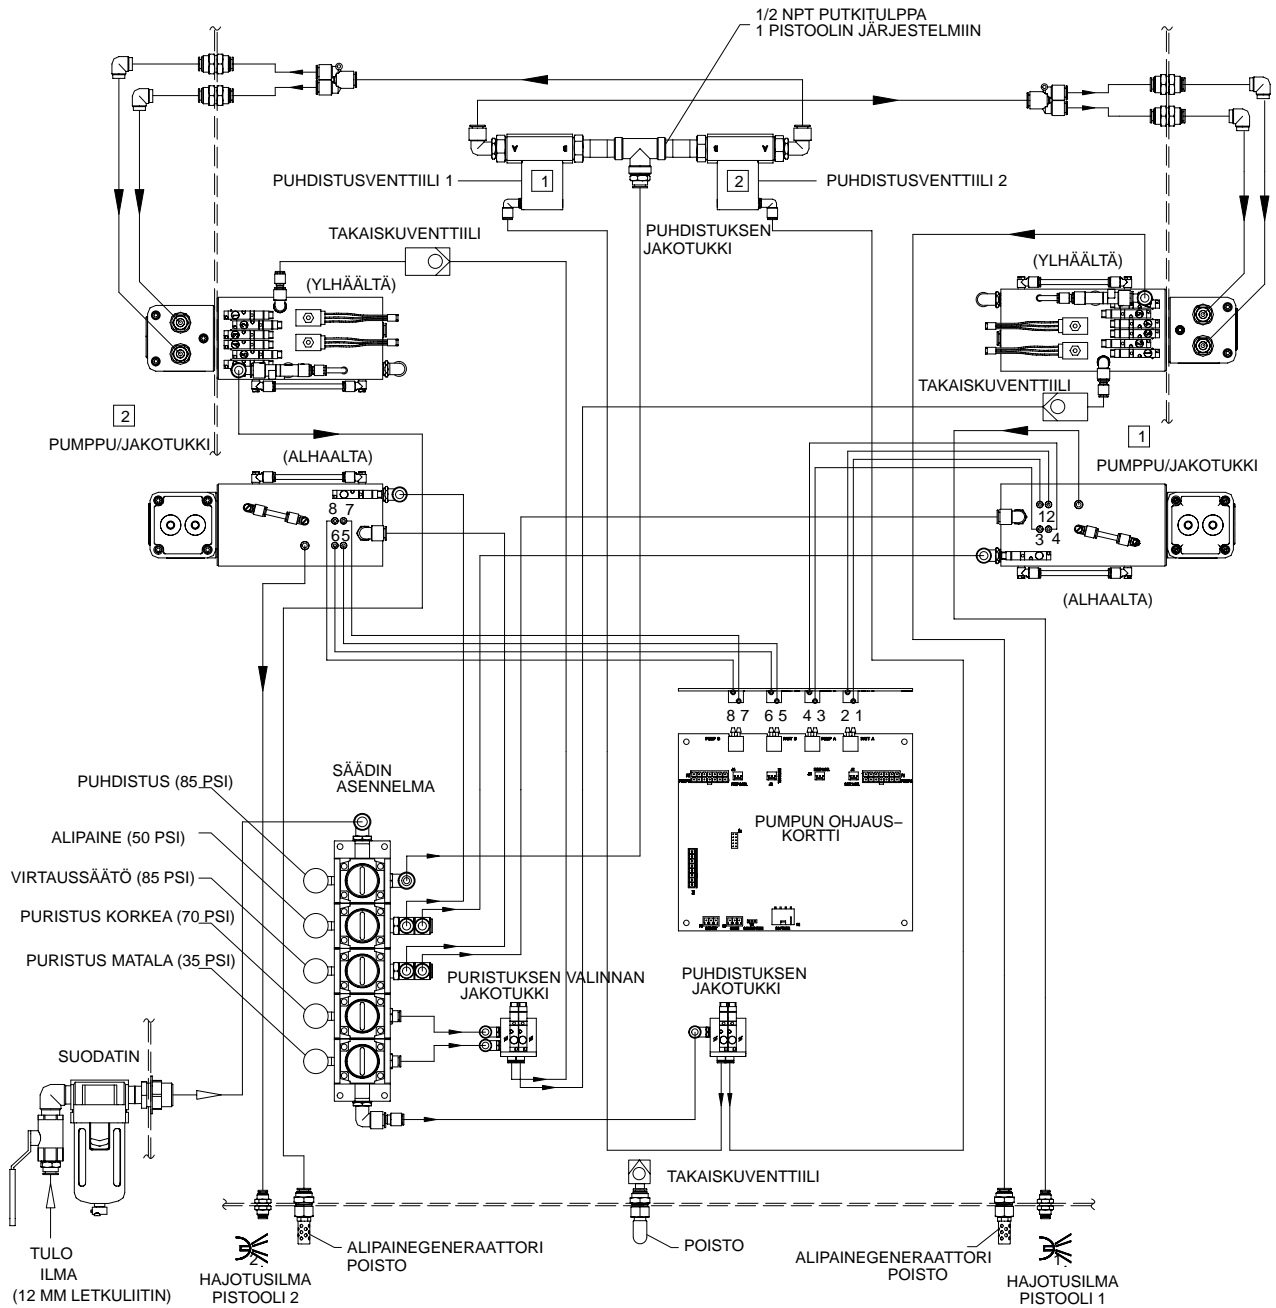 1/2 NPT PUTKITULPPA
1 PISTOOLIN JÄRJESTELMIIN
A
B
B
A
PUHDISTUSVENTTIILI 1
1
2
PUHDISTUSVENTTIILI 2
PUHDISTUKSEN
JAKOTUKKI
TAKAISKUVENTTIILI
(YLHÄÄLTÄ)
(YLHÄÄLTÄ)
TAKAISKUVENTTIILI
2
PUMPPU/JAKOTUKKI
1
PUMPPU/JAKOTUKKI
(ALHAALTA)
8 7
65
12
3 4
(ALHAALTA)
8 7 6 5 4 3 2 1
PUMP B
PUMP A
SÄÄDIN
ASENNELMA
PUHDISTUS (85 PSI)
ALIPAINE (50 PSI)
VIRTAUSSÄÄTÖ (85 PSI)
PURISTUS KORKEA (70 PSI)
PURISTUS MATALA (35 PSI)
PUMPUN OHJAUS–
KORTTI
PURISTUKSEN VALINNAN
JAKOTUKKI
PUHDISTUKSEN
JAKOTUKKI
SUODATIN
TULO
ILMA
(12 MM LETKULIITIN)
TAKAISKUVENTTIILI
POISTO
ALIPAINEGENERAATTORI
POISTO
2
HAJOTUSILMA
PISTOOLI 2
ALIPAINEGENERAATTORI
POISTO
1
HAJOTUSILMA
PISTOOLI 1